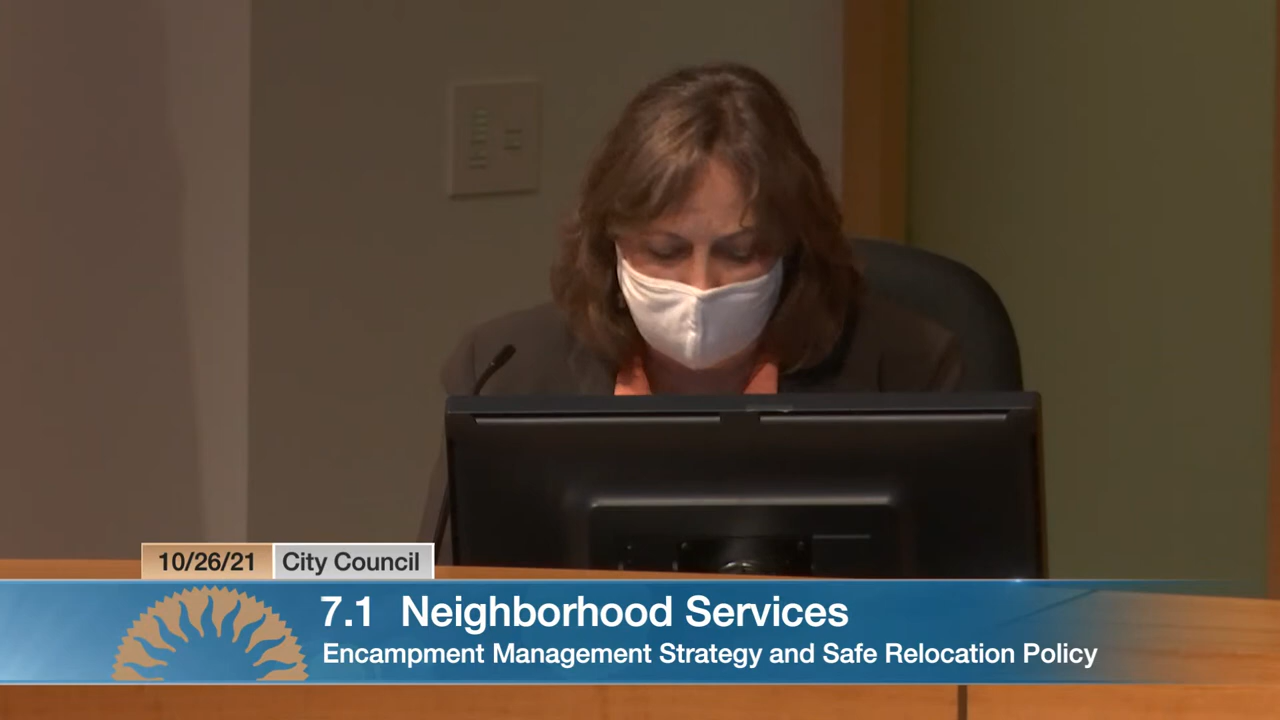 10/26/21 City Council
7.1 Neighborhood Services
Encampment Management Strategy and Safe Relocation Policy